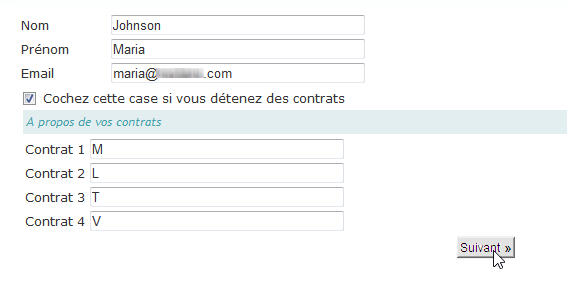 Nom Johnson
Prénom Maria
Email maria@ .com
Cochez cette case si vous détenez des contrats
A propos de vos contrats
Contrat 1 M
Contrat 2 L
Contrat 3 T
Contrat 4 V
Suivant »